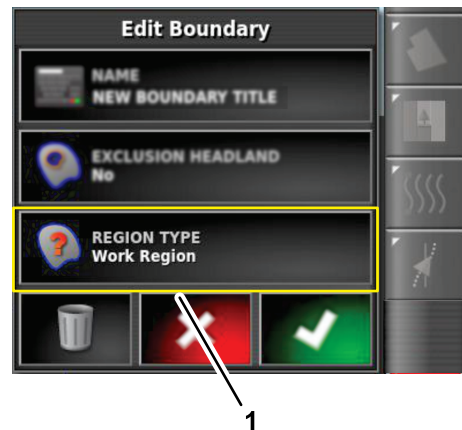 Edit Boundary
NAME
NEW BOUNDARY TITLE
EXCLUSION HEADLAND
No
?
REGION TYPE
Work Region
1